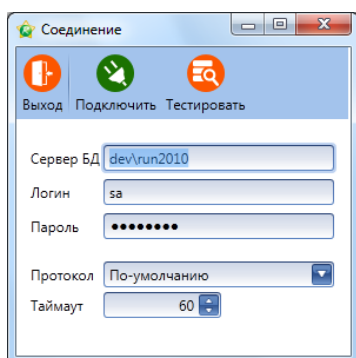 Соединение
Выход Подключить Тестировать
Сервер БД dev\run2010
Логин sa
Пароль ●●●●●●●●
Протокол По-умолчанию
Таймаут 60